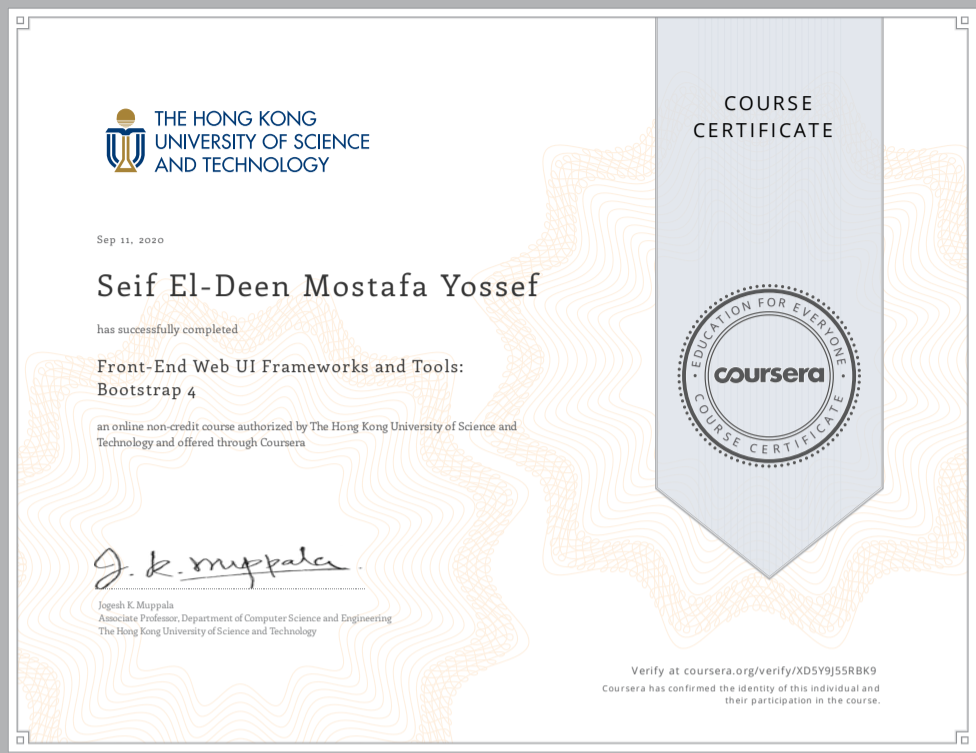 THE HONG KONG
UNIVERSITY OF SCIENCE
AND TECHNOLOGY
COURSE
CERTIFICATE
Sep 11, 2020
Seif El-Deen Mostafa Yossef
has successfully completed
Front-End Web UI Frameworks and Tools:
Bootstrap 4
an online non-credit course authorized by The Hong Kong University of Science and
Technology and offered through Coursera
EDUCATION FOR EVERYONE
coursera
COURSE CERTIFICATE
J. K. Muppala
Jogesh K. Muppala
Associate Professor, Department of Computer Science and Engineering
The Hong Kong University of Science and Technology
Verify at coursera.org/verify/XD5Y9J55RBK9
Coursera has confirmed the identity of this individual and
their participation in the course.